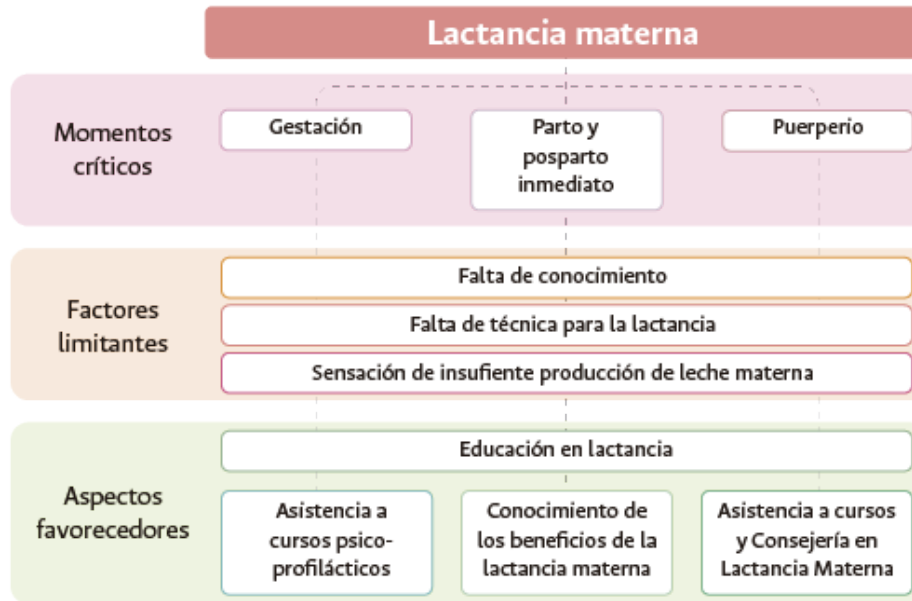 Lactancia materna
Momentos
críticos
Gestación
Parto y
posparto
inmediato
Puerperio
Factores
limitantes
Falta de conocimiento
Falta de técnica para la lactancia
Sensación de insufiente producción de leche materna
Aspectos
favorecedores
Educación en lactancia
Asistencia a
cursos psico-
profilácticos
Conocimiento de
los beneficios de la
lactancia materna
Asistencia a cursos
y Consejería en
Lactancia Materna